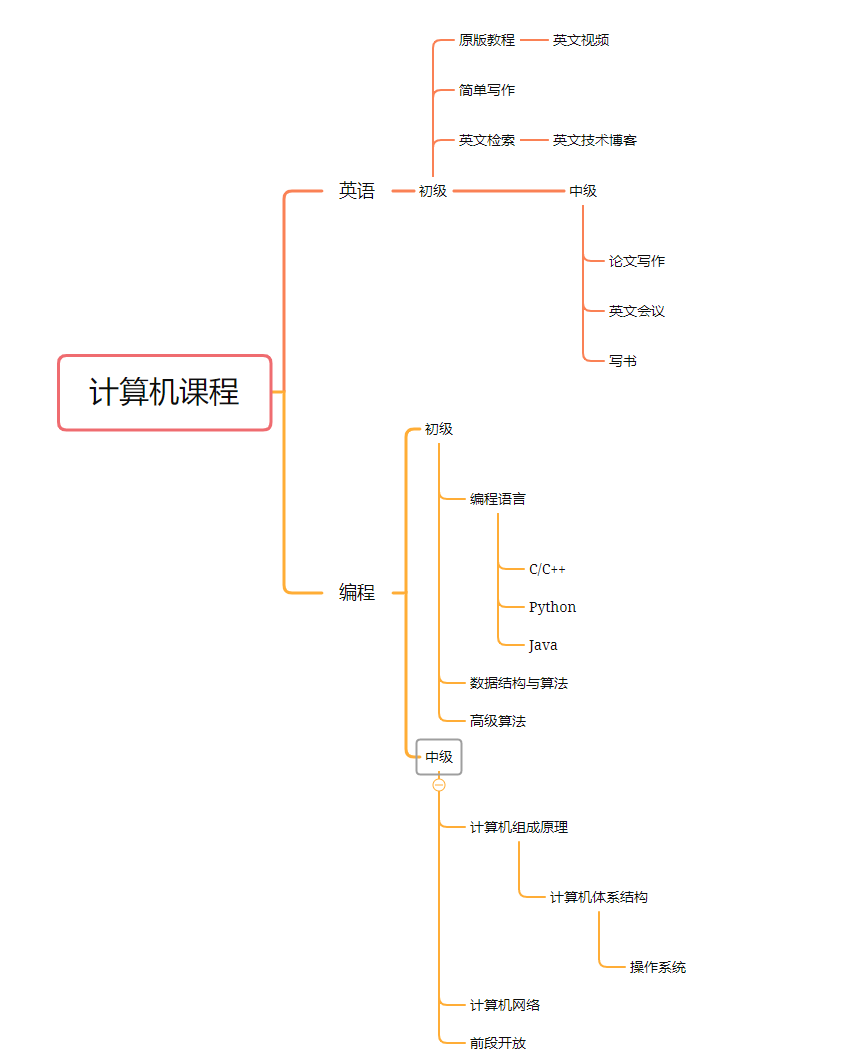 原版教程
英文视频
简单写作
英文检索
英文技术博客
英语
初级
中级
论文写作
英文会议
写书
计算机课程
初级
编程语言
C/C++
编程
Python
Java
数据结构与算法
高级算法
中级
计算机组成原理
计算机体系结构
操作系统
计算机网络
前段开放